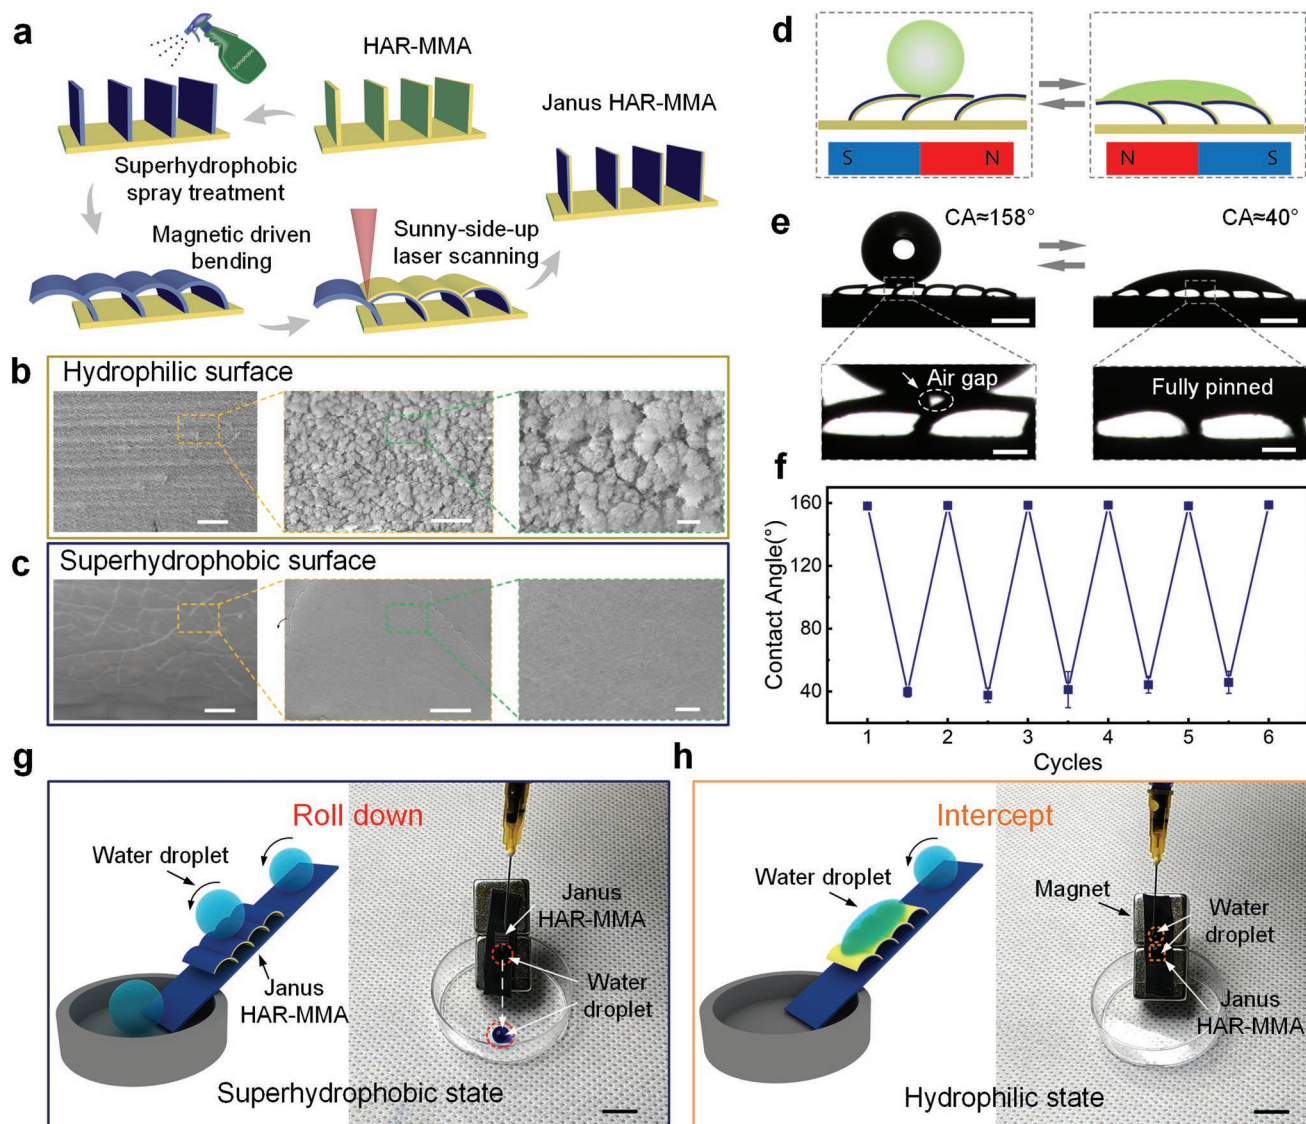 a
hydrophobic
HAR-MMA
Janus HAR-MMA
Superhydrophobic
spray treatment
Magnetic driven
bending
Sunny-side-up
laser scanning
b
Hydrophilic surface
c
Superhydrophobic surface
d
S N
N S
e
CA≈158°
CA≈40°
Air gap
Fully pinned
f
Contact Angle(°)
160
120
80
40
1 2 3 4 5 6
Cycles
g
Roll down
Water droplet
Janus
HAR-MMA
Janus
HAR-MMA
Water
droplet
Superhydrophobic state
h
Intercept
Water droplet
Magnet
Water
droplet
Janus
HAR-MMA
Hydrophilic state